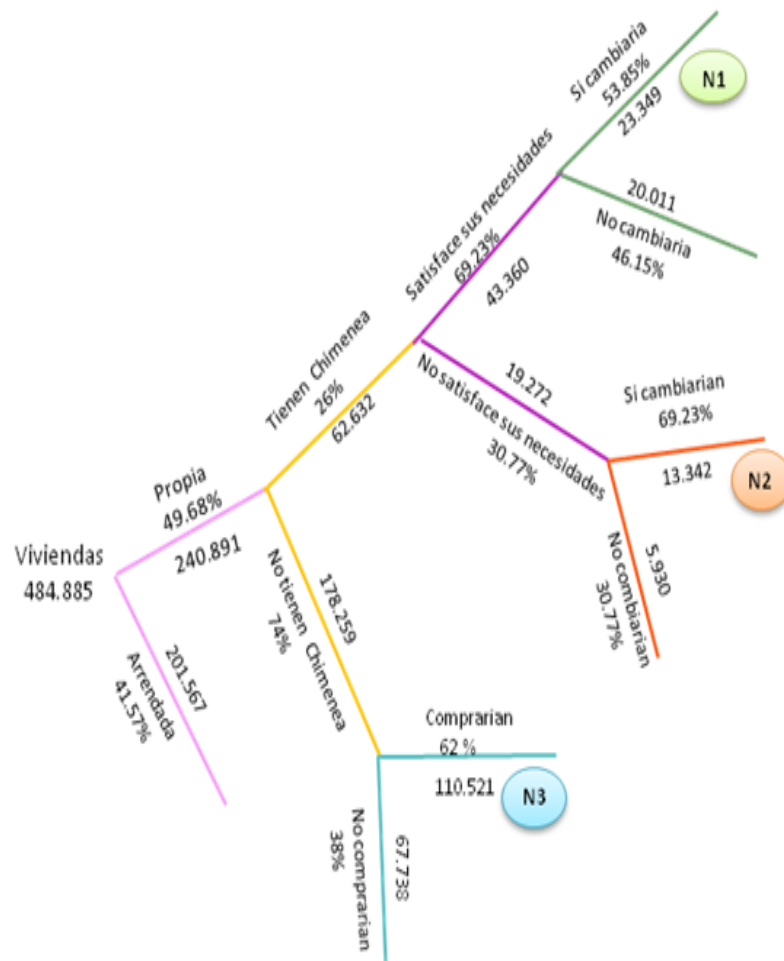 Viviendas
484.885
Propia
49.68%
240.891
Arrendada
41.57%
201.567
Tienen Chimenea
26%
62.632
No tienen Chimenea
74%
178.259
Satisface sus necesidades
69.23%
43.360
No satisface sus necesidades
30.77%
19.272
Si cambiaria
53.85%
23.349
N1
20.011
No cambiaria
46.15%
Si cambiarian
69.23%
13.342
N2
5.930
No combiarian
30.77%
Comprarian
62 %
110.521
N3
67.738
No comprarian
38%